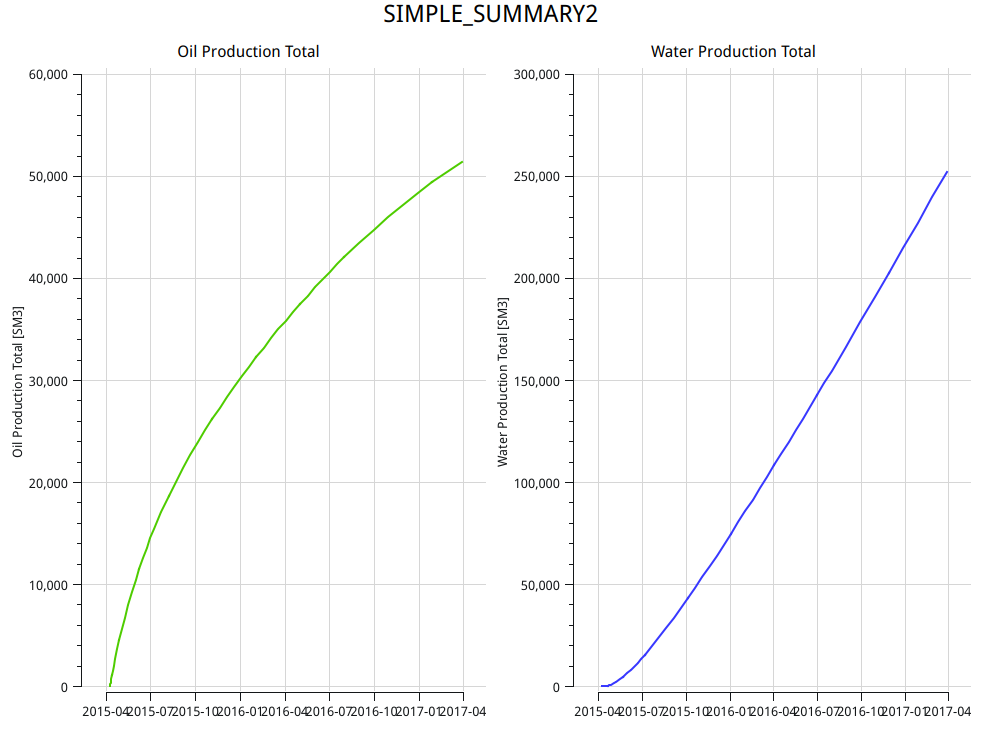 SIMPLE_SUMMARY2
Oil Production Total
Water Production Total
Oil Production Total [SM3]
60,000
50,000
40,000
30,000
20,000
10,000
0
2015-04 2015-07 2015-10 2016-01 2016-04 2016-07 2016-10 2017-01 2017-04
Water Production Total [SM3]
300,000
250,000
200,000
150,000
100,000
50,000
0
2015-04 2015-07 2015-10 2016-01 2016-04 2016-07 2016-10 2017-01 2017-04